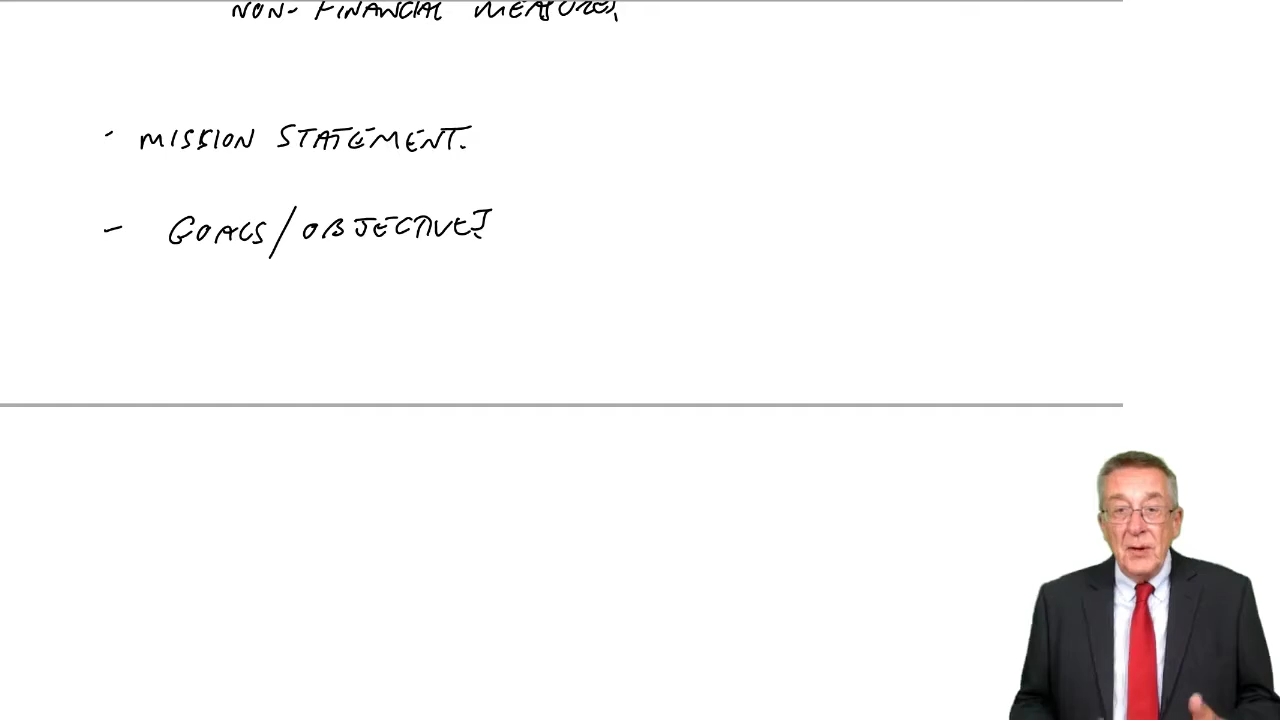 NON- FINANCIAL MEASURES
- MISSION STATEMENT.
- GOALS/OBJECTIVES